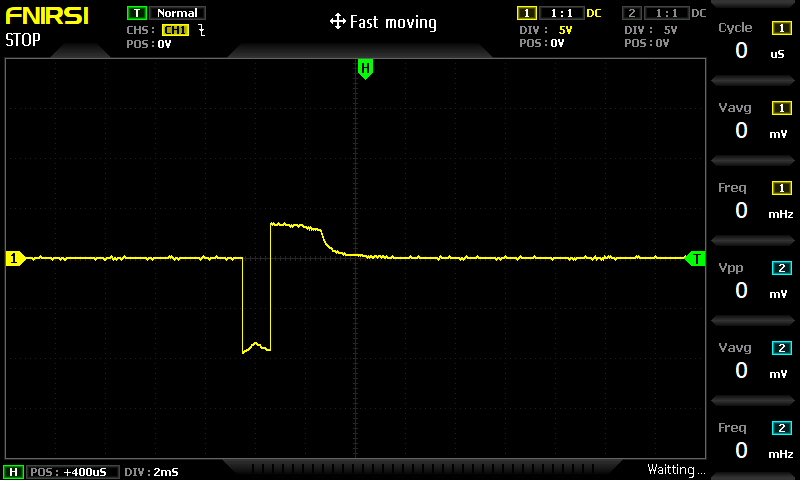 FNIRSI
STOP
T Normal
CHS: CH1
POS: 0V
Fast moving
1 1:1 DC
DIV: 5V
POS: 0V
2 1:1 DC
DIV: 5V
POS: 0V
H
1
T
Cycle 1
0 uS
Vavg 1
0 mV
Freq 1
0 mHz
Vpp 2
0 mV
Vavg 2
0 mV
Freq 2
0 mHz
H POS: +400uS DIV: 2mS
Waitting...